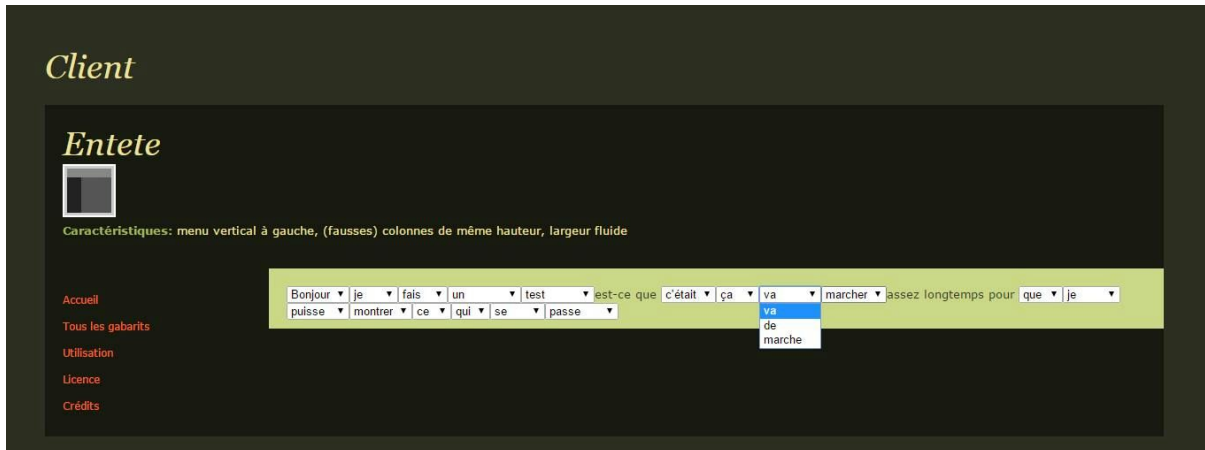 Client
Entete
Caractéristiques: menu vertical à gauche, (fausses) colonnes de même hauteur, largeur fluide
Accueil
Tous les gabarits
Utilisation
Licence
Crédits
Bonjour je fais un test est-ce que c'était ça va marcher assez longtemps pour que je
puisse montrer ce qui se passe
va
de
marche